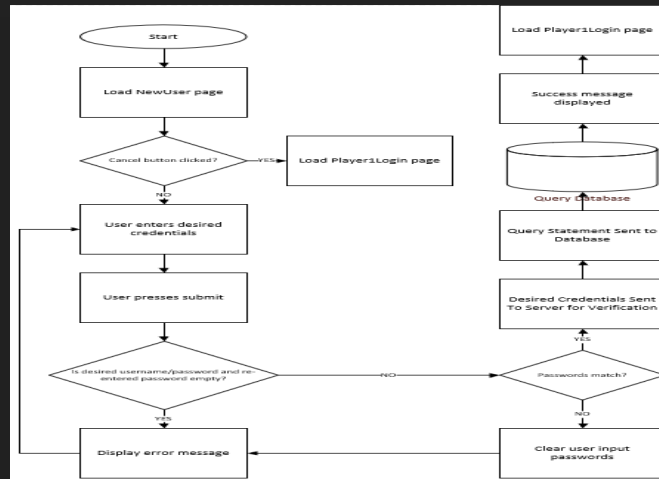 Start
Load NewUser page
Cancel button clicked?
YES
Load Player1Login page
NO
User enters desired
credentials
User presses submit
Is desired username/password and re-
entered password empty?
NO
YES
Display error message
Load Player1Login page
Success message
displayed
Query Database
Query Statement Sent to
Database
Desired Credentials Sent
To Server for Verification
YES
Passwords match?
NO
Clear user input
passwords